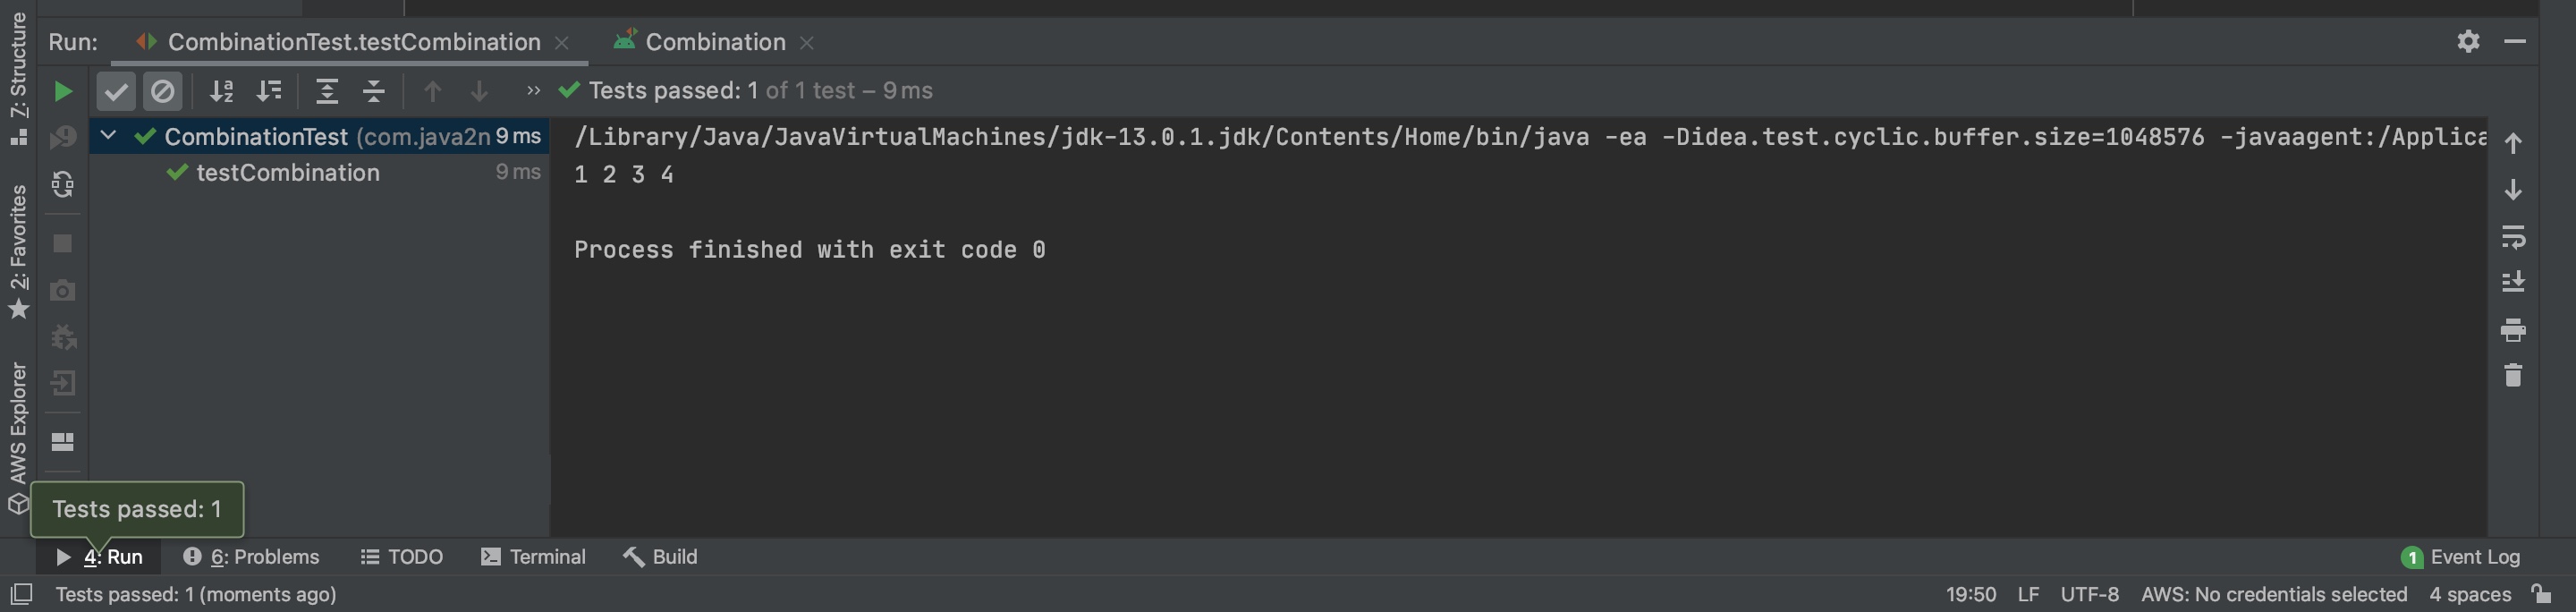 Z: Structure
2: Favorites
AWS Explorer
Run: CombinationTest.testCombination Combination
Tests passed: 1 of 1 test – 9 ms
CombinationTest (com.java2n 9 ms
testCombination 9 ms
/Library/Java/JavaVirtualMachines/jdk-13.0.1.jdk/Contents/Home/bin/java -ea -Didea.test.cyclic.buffer.size=1048576 -javaagent:/Applica
1 2 3 4
Process finished with exit code 0
Tests passed: 1
4: Run 6: Problems TODO Terminal Build 1 Event Log
Tests passed: 1 (moments ago) 19:50 LF UTF-8 AWS: No credentials selected 4 spaces